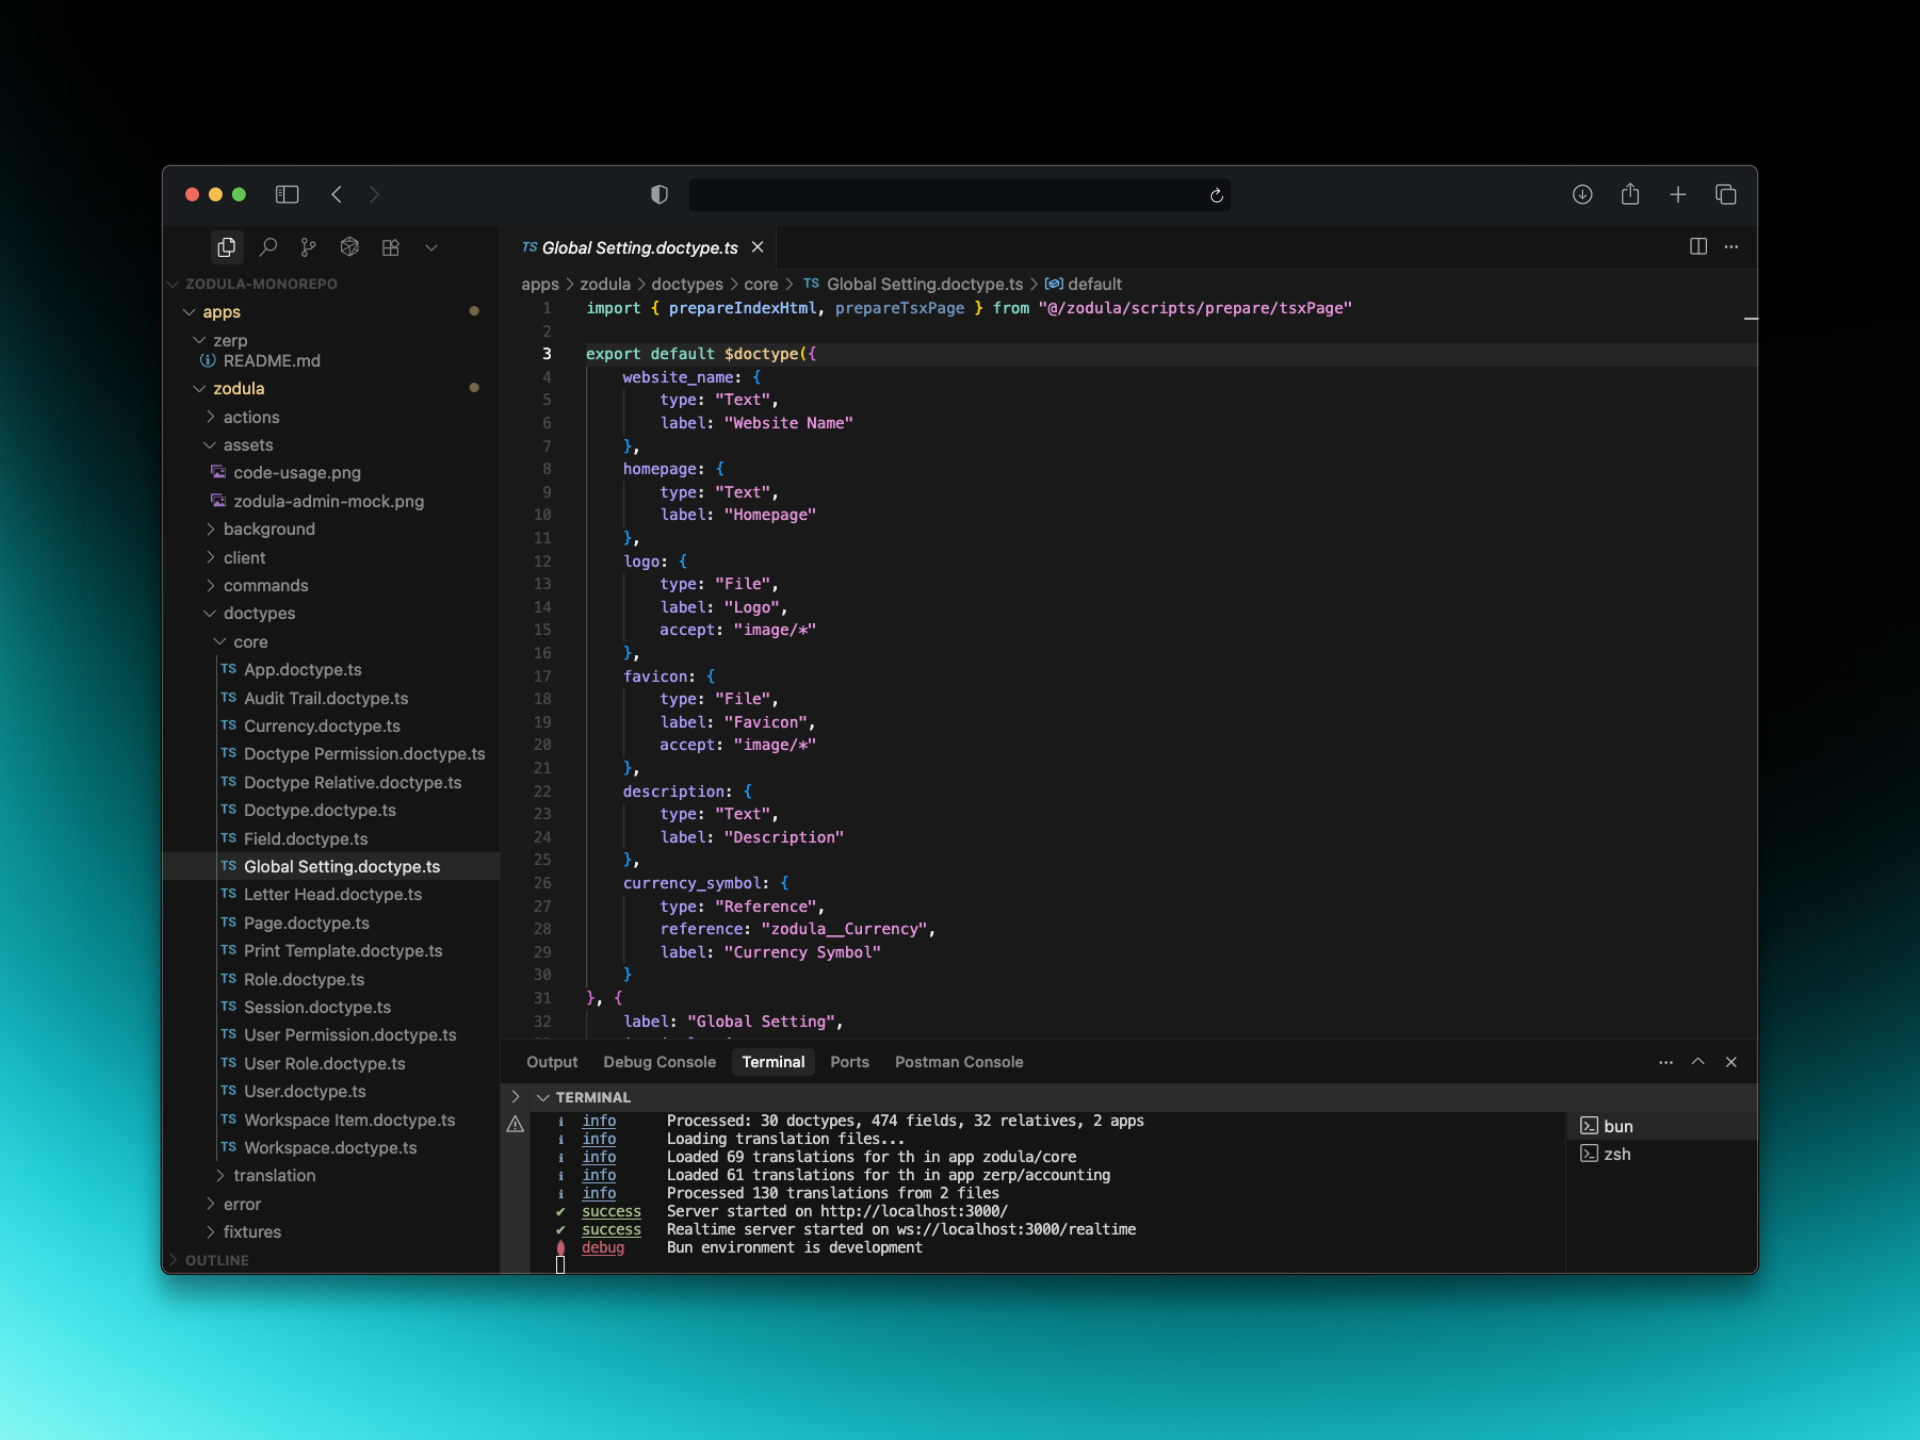 ZODULA-MONOREPO
apps
zerp
README.md
zodula
actions
assets
code-usage.png
zodula-admin-mock.png
background
client
commands
doctypes
core
TS App.doctype.ts
TS Audit Trail.doctype.ts
TS Currency.doctype.ts
TS Doctype Permission.doctype.ts
TS Doctype Relative.doctype.ts
TS Doctype.doctype.ts
TS Field.doctype.ts
TS Global Setting.doctype.ts
TS Letter Head.doctype.ts
TS Page.doctype.ts
TS Print Template.doctype.ts
TS Role.doctype.ts
TS Session.doctype.ts
TS User Permission.doctype.ts
TS User Role.doctype.ts
TS User.doctype.ts
TS Workspace Item.doctype.ts
TS Workspace.doctype.ts
translation
error
fixtures
OUTLINE
TS Global Setting.doctype.ts
apps > zodula > doctypes > core > TS Global Setting.doctype.ts > default
1 import { prepareIndexHtml, prepareTsxPage } from "@/zodula/scripts/prepare/tsxPage"
2
3 export default $doctype({
4 website_name: {
5 type: "Text",
6 label: "Website Name"
7 },
8 homepage: {
9 type: "Text",
10 label: "Homepage"
11 },
12 logo: {
13 type: "File",
14 label: "Logo",
15 accept: "image/*"
16 },
17 favicon: {
18 type: "File",
19 label: "Favicon",
20 accept: "image/*"
21 },
22 description: {
23 type: "Text",
24 label: "Description"
25 },
26 currency_symbol: {
27 type: "Reference",
28 reference: "zodula__Currency",
29 label: "Currency Symbol"
30 }
31 }, {
32 label: "Global Setting",
Output Debug Console Terminal Ports Postman Console
TERMINAL
i info Processed: 30 doctypes, 474 fields, 32 relatives, 2 apps
i info Loading translation files...
i info Loaded 69 translations for th in app zodula/core
i info Loaded 61 translations for th in app zerp/accounting
i info Processed 130 translations from 2 files
✔ success Server started on http://localhost:3000/
✔ success Realtime server started on ws://localhost:3000/realtime
debug Bun environment is development
bun
zsh